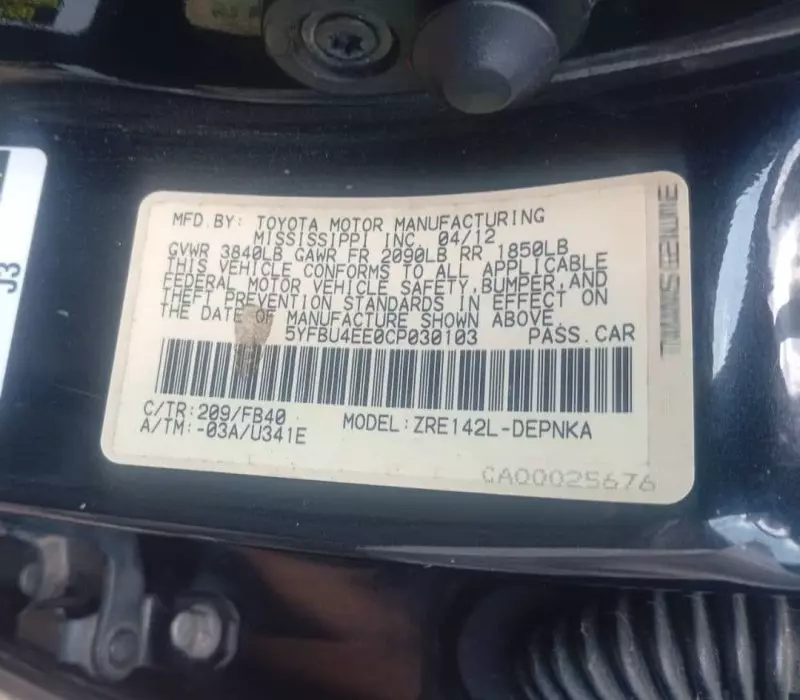 MFD.BY: TOYOTA MOTOR MANUFACTURING
MISSISSIPPI INC. 04/12
GVWR 3840LB GAWR FR 2090LB RR 1850LB
THIS VEHICLE CONFORMS TO ALL APPLICABLE
FEDERAL MOTOR VEHICLE SAFETY, BUMPER, AND
THEFT PREVENTION STANDARDS IN EFFECT ON
THE DATE OF MANUFACTURE SHOWN ABOVE.
5YFBU4EE0CP030103 PASS.CAR
C/TR:209/FB40 MODEL:ZRE142L-DEPNKA
A/TM:-03A/U341E
CA00025676
J3